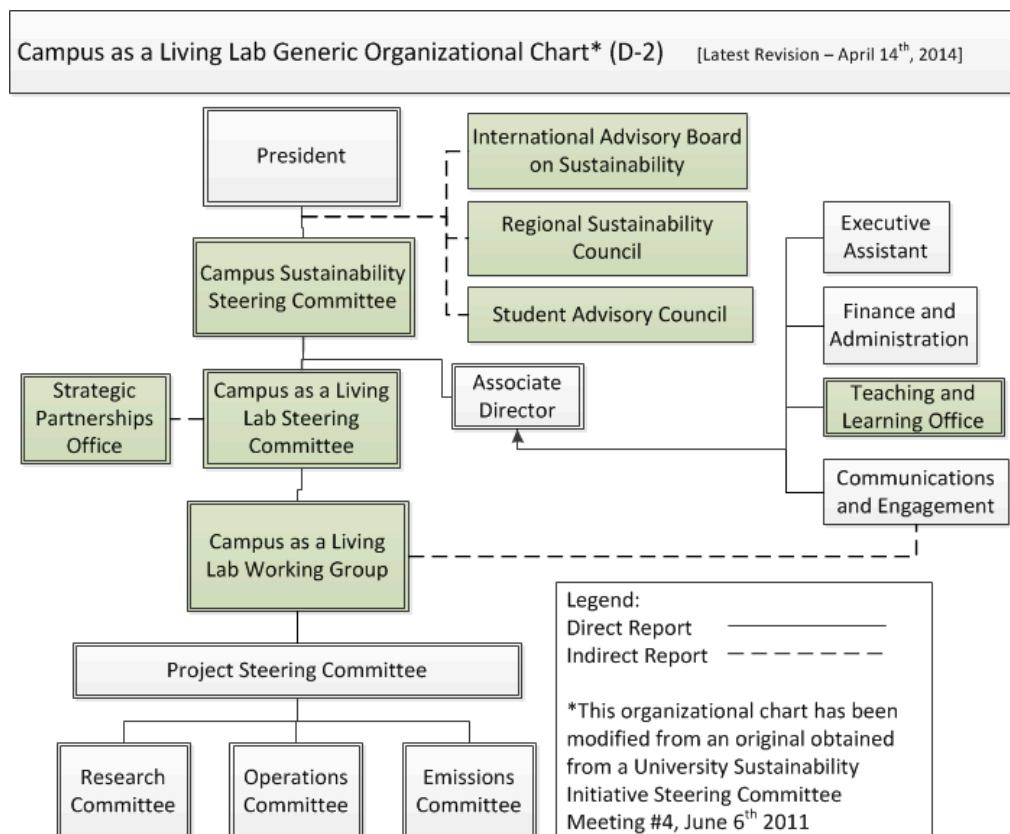 Campus as a Living Lab Generic Organizational Chart* (D-2) [Latest Revision – April 14th, 2014]
President
International Advisory Board
on Sustainability
Regional Sustainability
Council
Student Advisory Council
Campus Sustainability
Steering Committee
Executive
Assistant
Finance and
Administration
Teaching and
Learning Office
Communications
and Engagement
Associate
Director
Strategic
Partnerships
Office
Campus as a Living
Lab Steering
Committee
Campus as a Living
Lab Working Group
Project Steering Committee
Research
Committee
Operations
Committee
Emissions
Committee
Legend:
Direct Report
Indirect Report
*This organizational chart has been
modified from an original obtained
from a University Sustainability
Initiative Steering Committee
Meeting #4, June 6th 2011